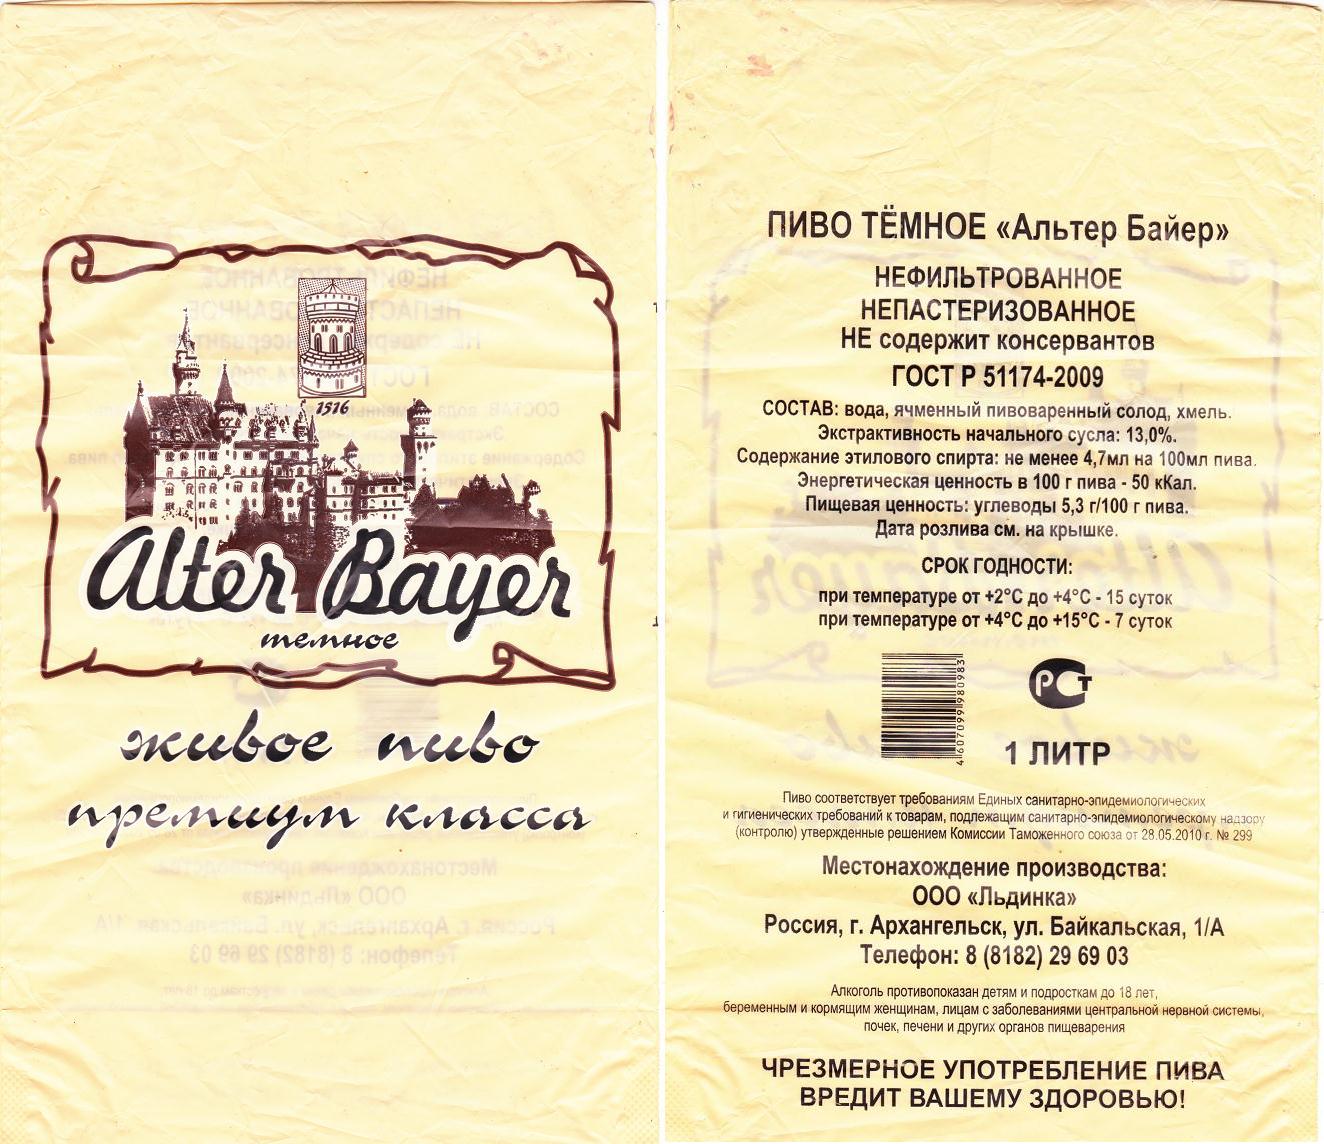 1516
Alter Bayer
темное
живое пиво
премиум класса
ПИВО ТЁМНОЕ «Альтер Байер»
НЕФИЛЬТРОВАННОЕ
НЕПАСТЕРИЗОВАННОЕ
НЕ содержит консервантов
ГОСТ Р 51174-2009
СОСТАВ: вода, ячменный пивоваренный солод, хмель.
Экстрактивность начального сусла: 13,0%.
Содержание этилового спирта: не менее 4,7мл на 100мл пива.
Энергетическая ценность в 100 г пива - 50 кКал.
Пищевая ценность: углеводы 5,3 г/100 г пива.
Дата розлива см. на крышке.
СРОК ГОДНОСТИ:
при температуре от +2°С до +4°С - 15 суток
при температуре от +4°С до +15°С - 7 суток
4 607099 980983
РСТ
1 ЛИТР
Пиво соответствует требованиям Единых санитарно-эпидемиологических
и гигиенических требований к товарам, подлежащим санитарно-эпидемиологическому надзору
(контролю) утвержденные решением Комиссии Таможенного союза от 28.05.2010 г. № 299
Местонахождение производства:
ООО «Льдинка»
Россия, г. Архангельск, ул. Байкальская, 1/А
Телефон: 8 (8182) 29 69 03
Алкоголь противопоказан детям и подросткам до 18 лет,
беременным и кормящим женщинам, лицам с заболеваниями центральной нервной системы,
почек, печени и других органов пищеварения
ЧРЕЗМЕРНОЕ УПОТРЕБЛЕНИЕ ПИВА
ВРЕДИТ ВАШЕМУ ЗДОРОВЬЮ!